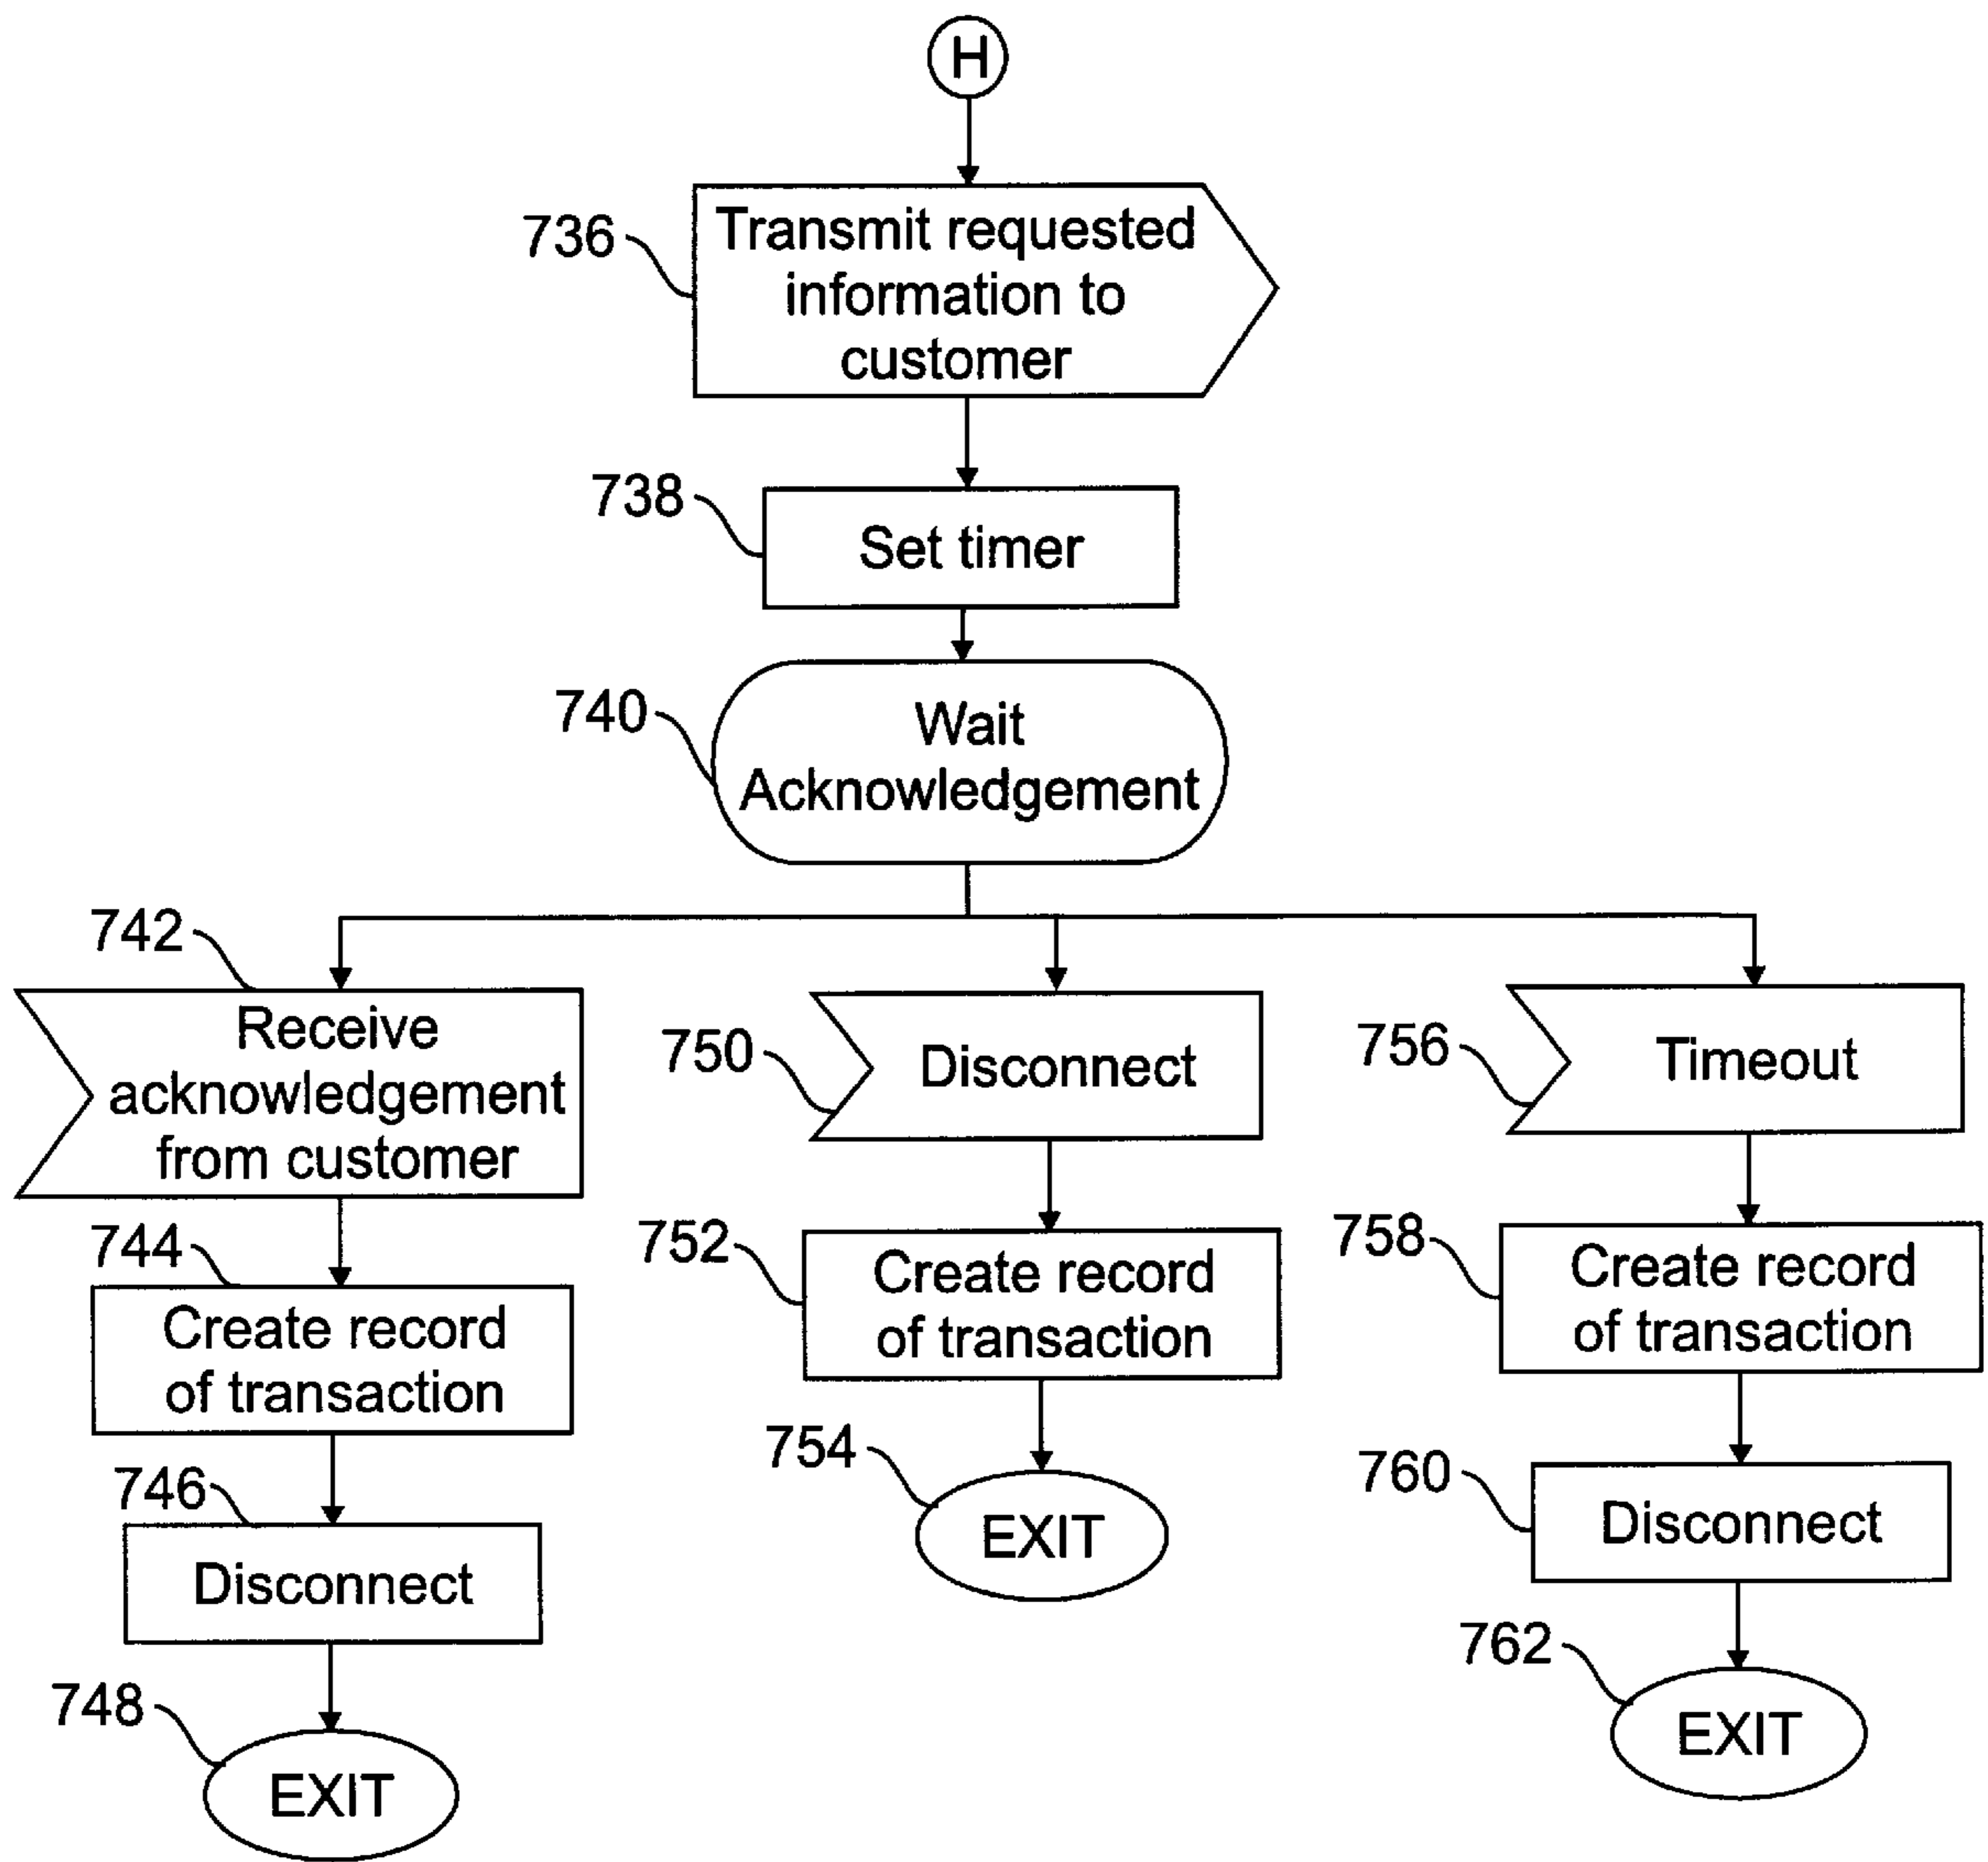 H
736
Transmit requested
information to
customer
738
Set timer
740
Wait
Acknowledgement
742
Receive
acknowledgement
from customer
750
Disconnect
756
Timeout
744
Create record
of transaction
752
Create record
of transaction
758
Create record
of transaction
746
Disconnect
754
EXIT
760
Disconnect
748
EXIT
762
EXIT